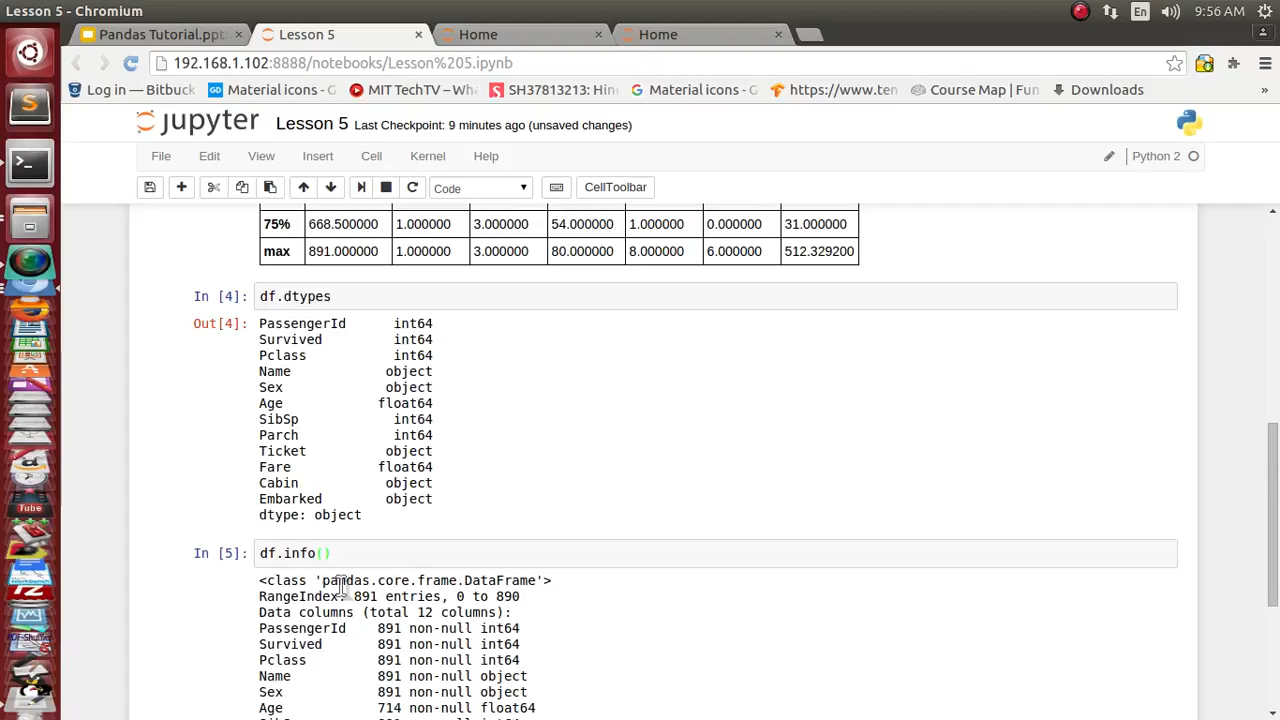 Lesson 5 - Chromium
En
9:56 AM
Pandas Tutorial.ppt
×
Lesson 5
×
Home
×
Home
×
192.168.1.102:8888/notebooks/Lesson%205.ipynb
Log in — Bitbuck
Material icons - G
MIT TechTV – Wa
SH37813213: Hin
Material icons - G
https://www.ten
Course Map | Fun
Downloads
»
jupyter
Lesson 5 Last Checkpoint: 9 minutes ago (unsaved changes)
File Edit View Insert Cell Kernel Help
Python 2
Code
CellToolbar
75% 668.500000 1.000000 3.000000 54.000000 1.000000 0.000000 31.000000
max 891.000000 1.000000 3.000000 80.000000 8.000000 6.000000 512.329200
In [4]: df.dtypes
Out[4]: PassengerId int64
Survived int64
Pclass int64
Name object
Sex object
Age float64
SibSp int64
Parch int64
Ticket object
Fare float64
Cabin object
Embarked object
dtype: object
In [5]: df.info()
<class 'pandas.core.frame.DataFrame'>
RangeIndex: 891 entries, 0 to 890
Data columns (total 12 columns):
PassengerId 891 non-null int64
Survived 891 non-null int64
Pclass 891 non-null int64
Name 891 non-null object
Sex 891 non-null object
Age 714 non-null float64